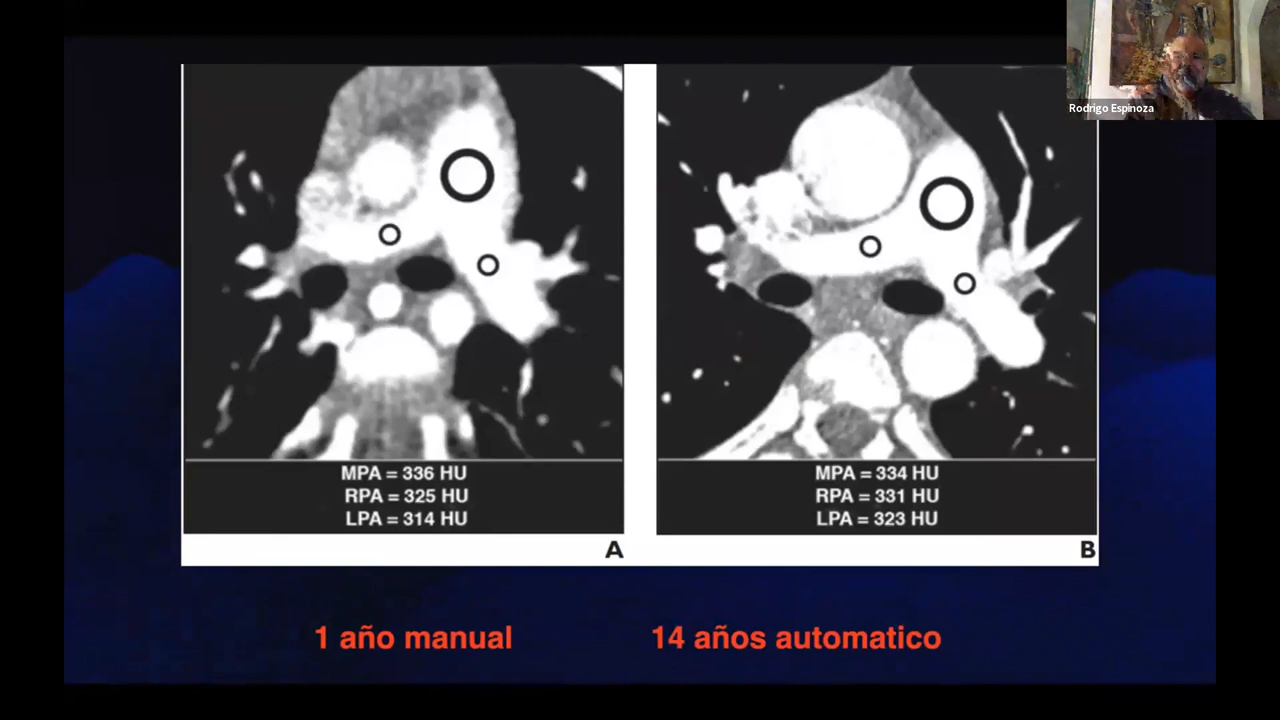 Rodrigo Espinoza
MPA = 336 HU
RPA = 325 HU
LPA = 314 HU
A
MPA = 334 HU
RPA = 331 HU
LPA = 323 HU
B
1 año manual
14 años automatico